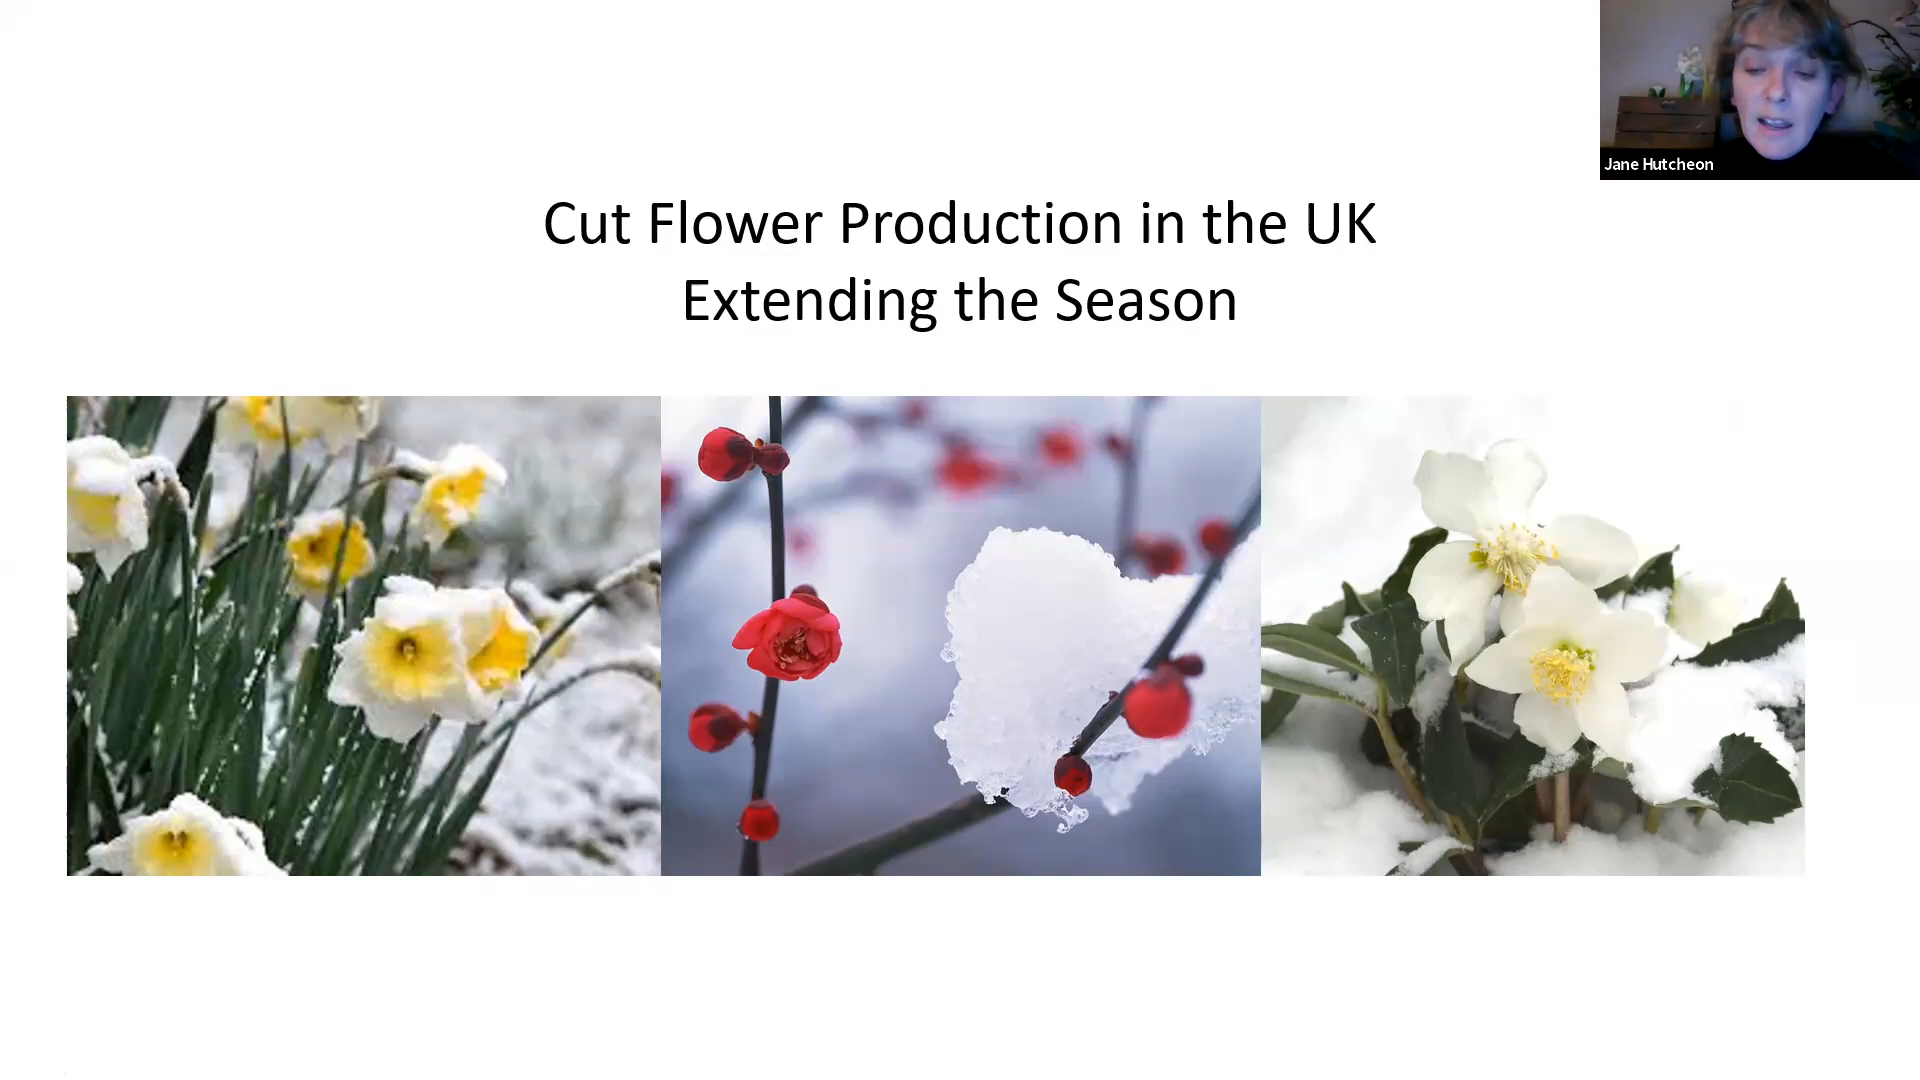 Jane Hutcheon
Cut Flower Production in the UK
Extending the Season